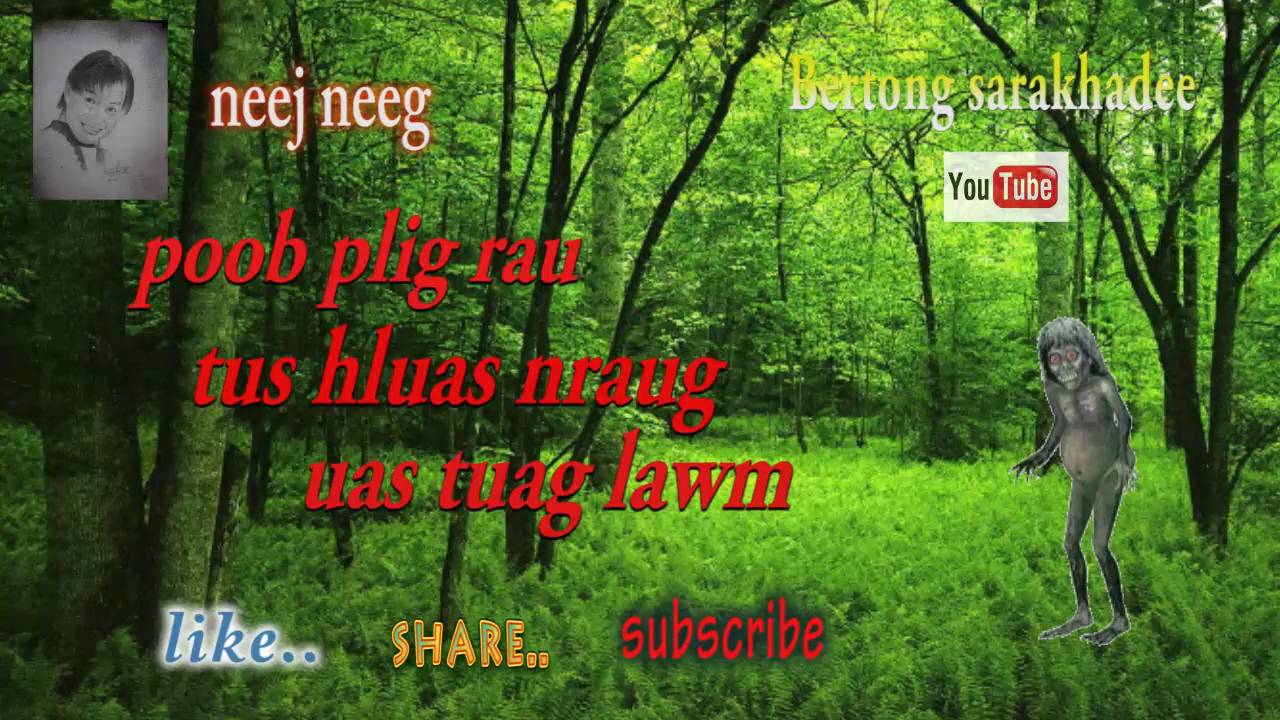 neej neeg
Bertong sarakhadee
YouTube
poob plig rau
tus hluas nraug
uas tuag lawm
like..
SHARE..
subscribe